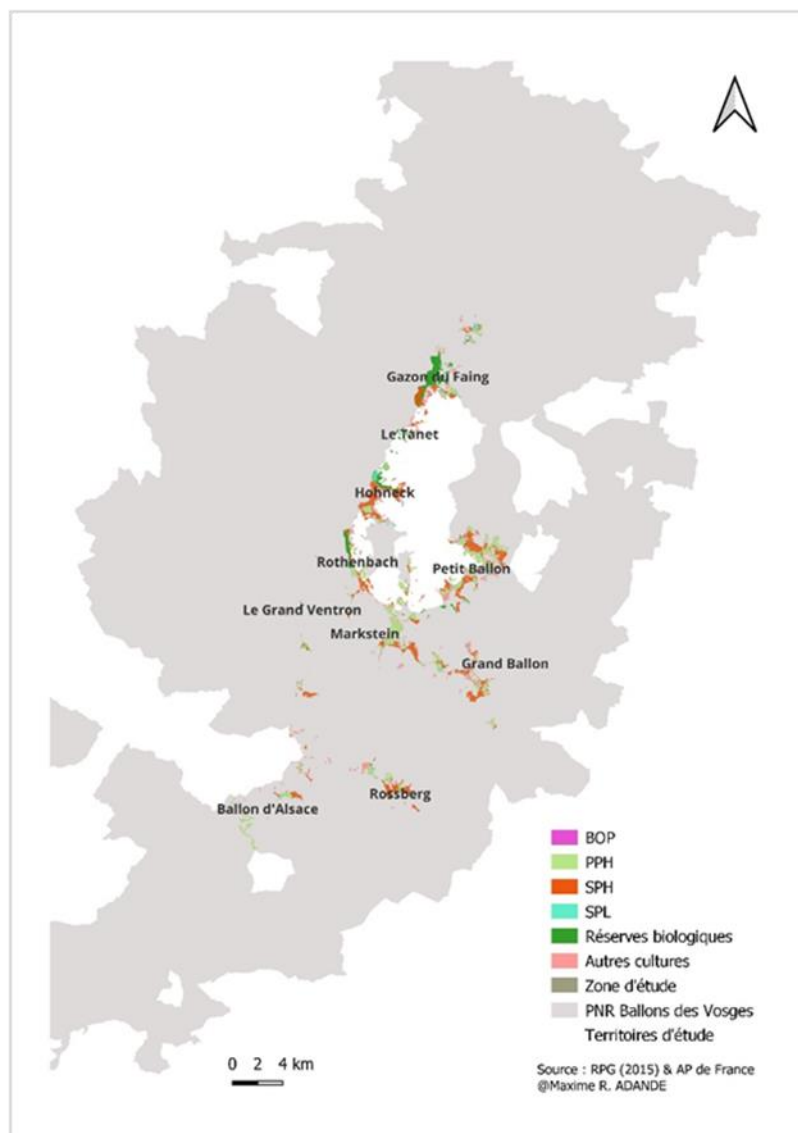 Gazon du Faing
Le Tanet
Hohneck
Rothenbach
Petit Ballon
Le Grand Ventron
Markstein
Grand Ballon
Ballon d'Alsace
Rossberg
BOP
PPH
SPH
SPL
Réserves biologiques
Autres cultures
Zone d'étude
PNR Ballons des Vosges
Territoires d'étude
0 2 4 km
Source : RPG (2015) & AP de France
@Maxime R. ADANDE